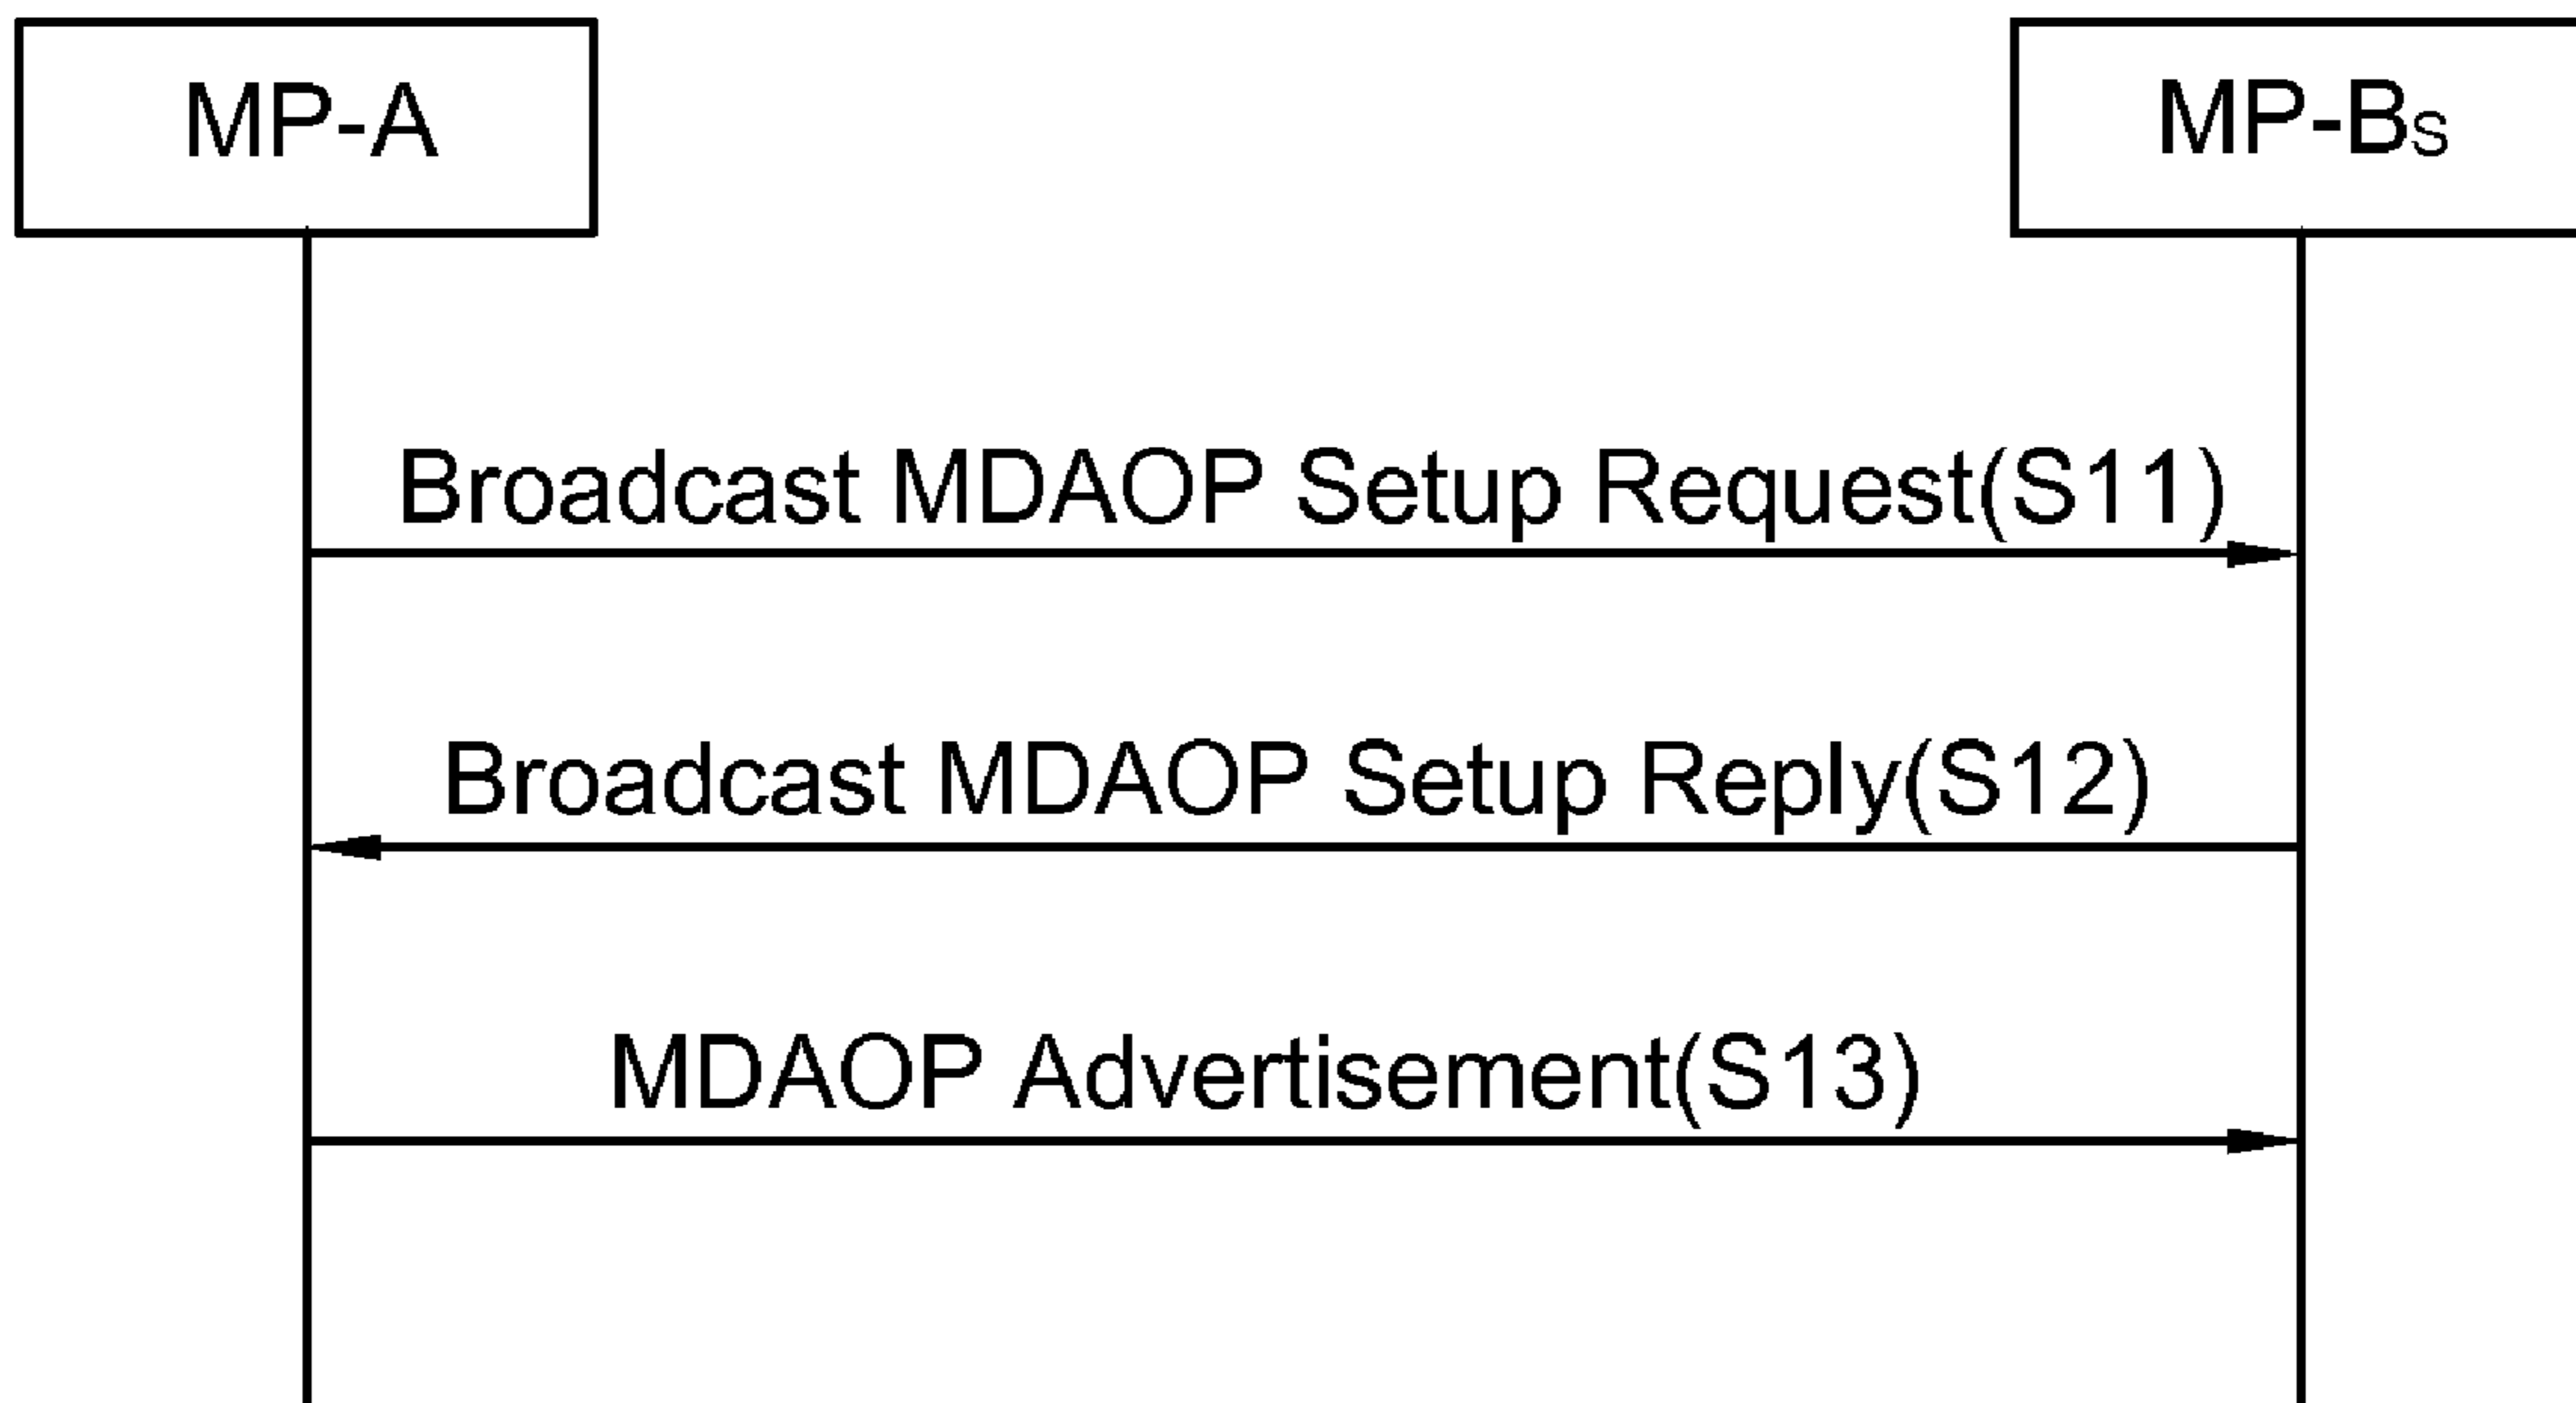 MP-A
MP-Bs
Broadcast MDAOP Setup Request(S11)
Broadcast MDAOP Setup Reply(S12)
MDAOP Advertisement(S13)